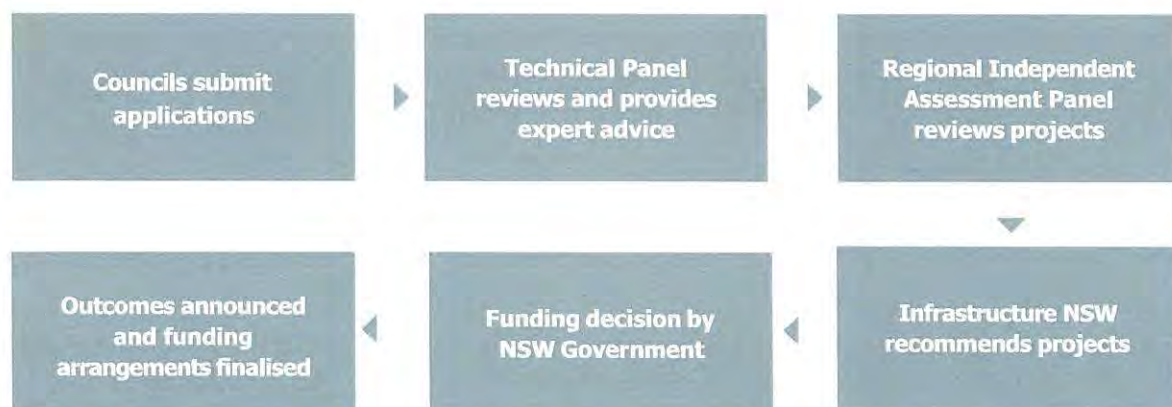 Councils submit
applications
Technical Panel
reviews and provides
expert advice
Regional Independent
Assessment Panel
reviews projects
Infrastructure NSW
recommends projects
Funding decision by
NSW Government
Outcomes announced
and funding
arrangements finalised